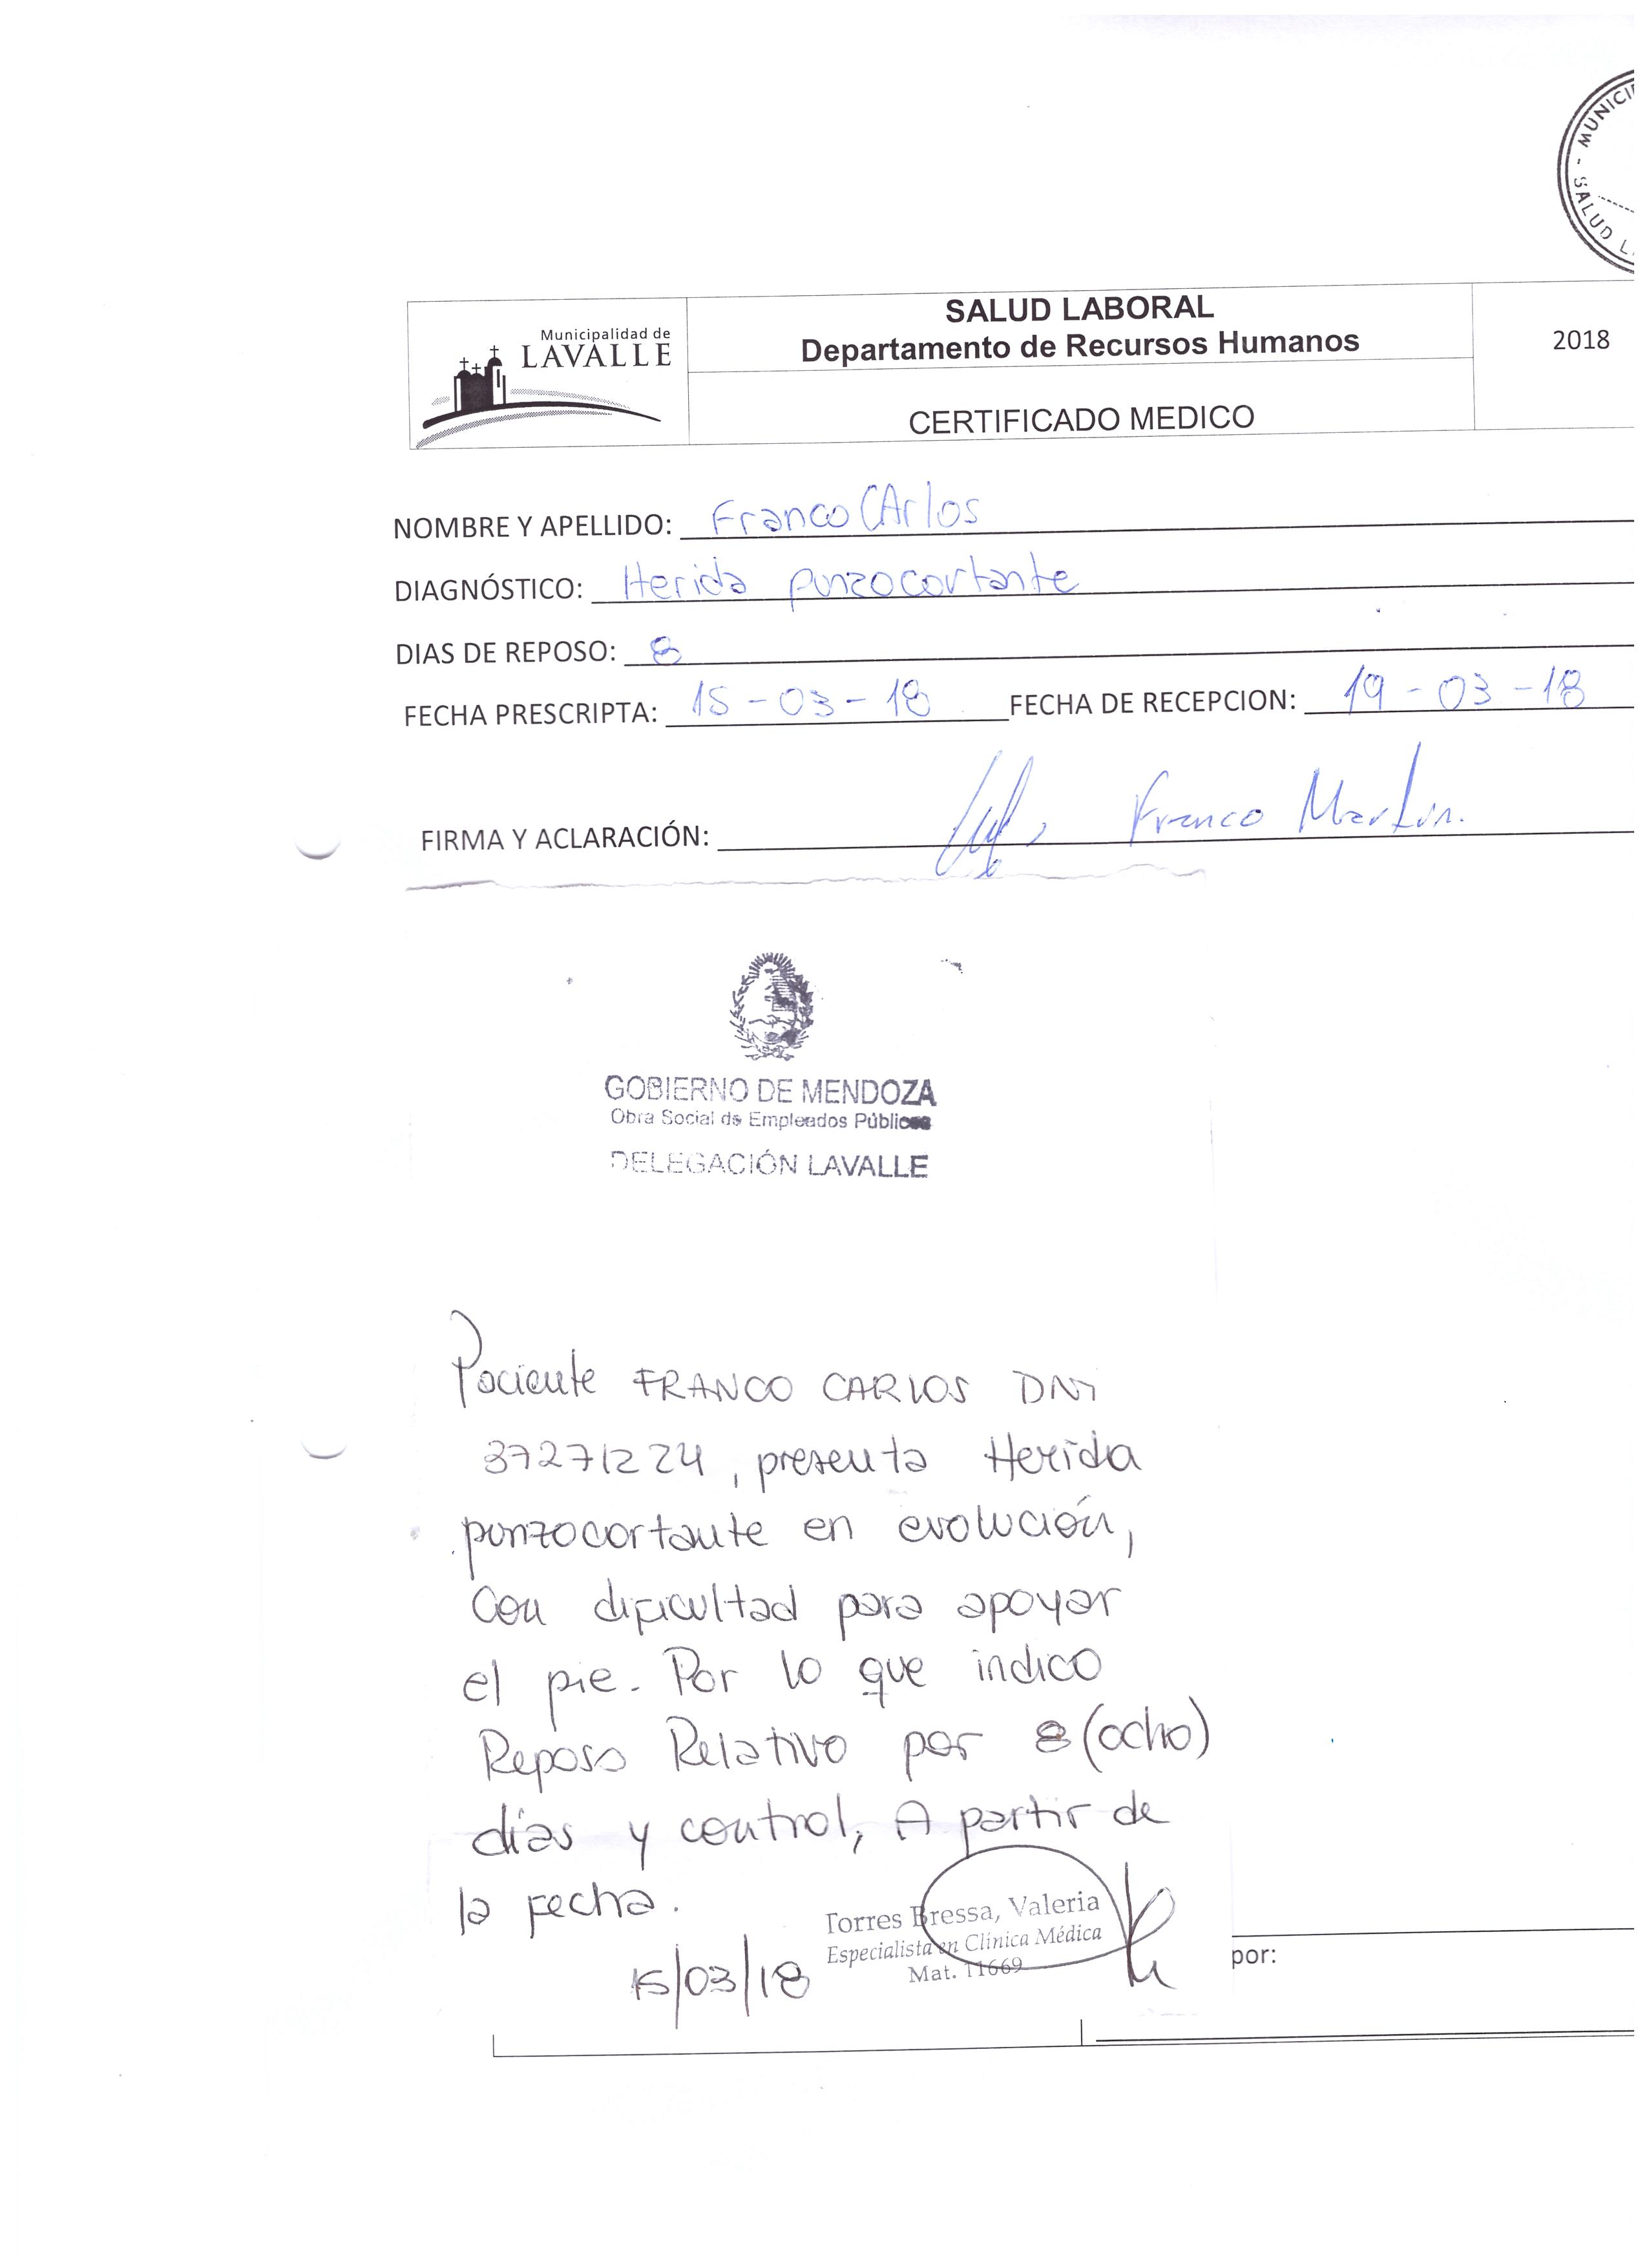 - MUNICI
SALUD L
Municipalidad de
LAVALLE
SALUD LABORAL
Departamento de Recursos Humanos
2018
CERTIFICADO MEDICO
NOMBRE Y APELLIDO: Franco CArlos
DIAGNÓSTICO: Herida punzocortante
DIAS DE REPOSO: 8
FECHA PRESCRIPTA: 15-03-18 FECHA DE RECEPCION: 19-03-18
FIRMA Y ACLARACIÓN: Franco Martin.
GOBIERNO DE MENDOZA
Obra Social de Empleados Públicos
DELEGACIÓN LAVALLE
Paciente FRANCO CARLOS DNI
37271224, presenta Herida
punzocortante en evolución,
con dificultad para apoyar
el pie. Por lo que indico
Reposo Relativo por 8 (ocho)
días y control, A partir de
la fecha.
15/03/18
Torres Bressa, Valeria
Especialista en Clínica Médica
Mat. 11669
por: